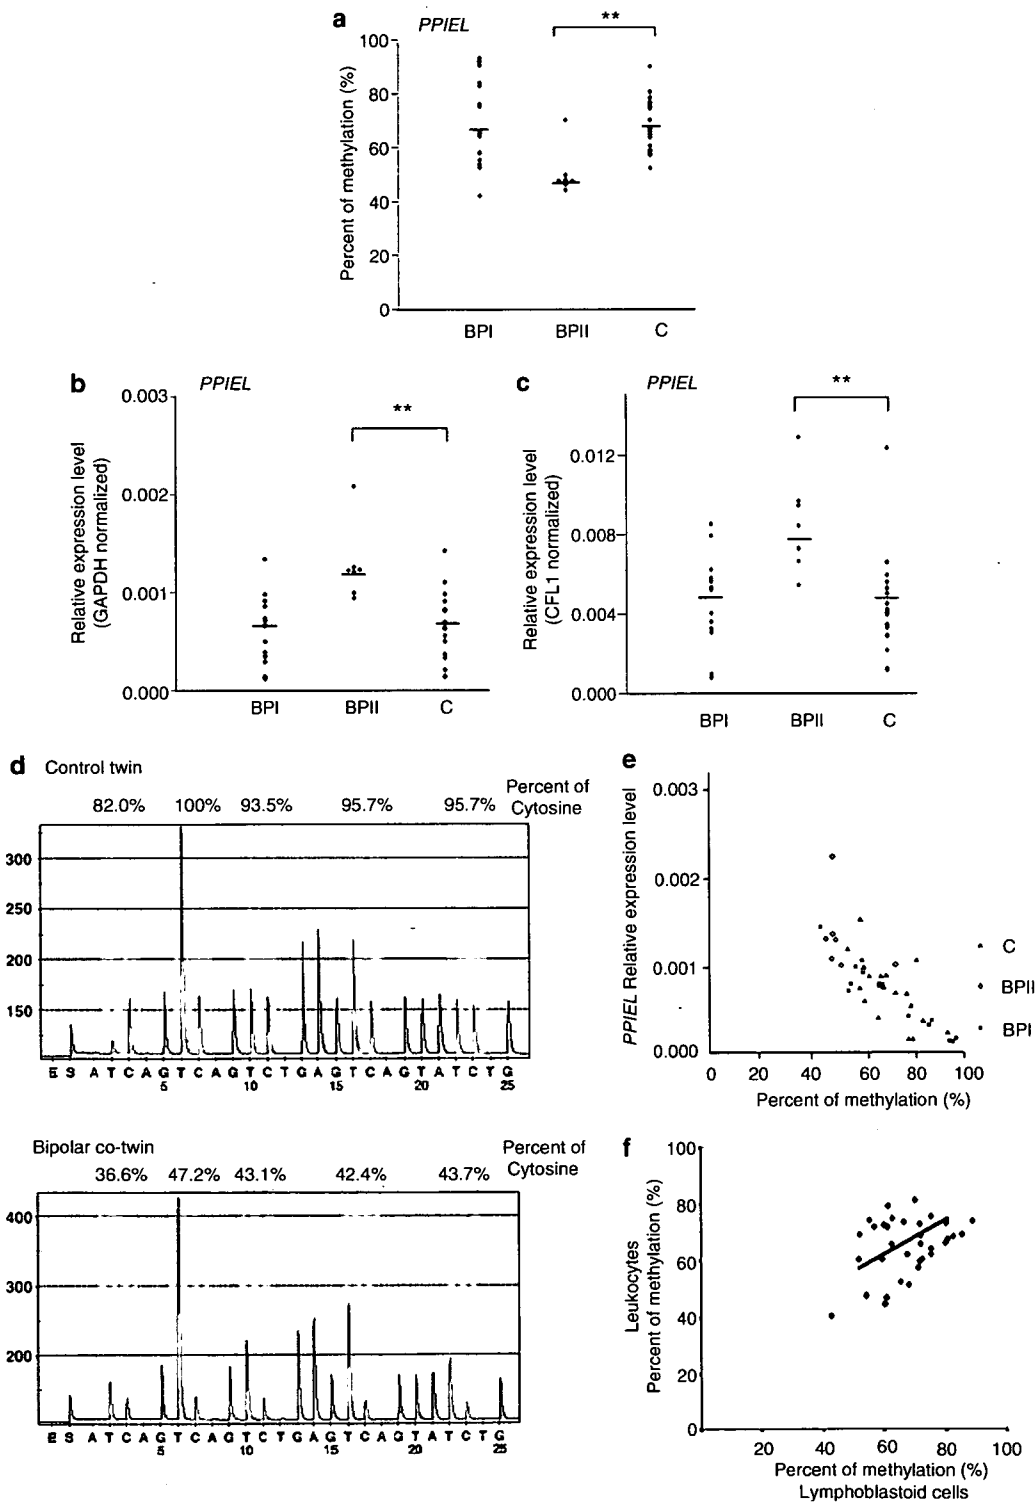 a
PPIEL
**
Percent of methylation (%)
100
80
60
40
20
0
BPI BPII C
b
PPIEL
**
Relative expression level
(GAPDH normalized)
0.003
0.002
0.001
0.000
BPI BPII C
c
PPIEL
**
Relative expression level
(CFL1 normalized)
0.012
0.008
0.004
0.000
BPI BPII C
d
Control twin
Percent of
Cytosine
82.0% 100% 93.5% 95.7% 95.7%
300
250
200
150
E S A T C A G T C A G T C T G A G T C A G T A T C T G
5 10 15 20 25
Bipolar co-twin
Percent of
Cytosine
36.6% 47.2% 43.1% 42.4% 43.7%
400
300
200
E S A T C A G T C A G T C T G A G T C A G T A T C T G
5 10 15 20 25
e
PPIEL Relative expression level
0.003
0.002
0.001
0.000
0 20 40 60 80 100
Percent of methylation (%)
C
BPII
BPI
f
Leukocytes
Percent of methylation (%)
100
80
60
40
20
0
20 40 60 80 100
Percent of methylation (%)
Lymphoblastoid cells